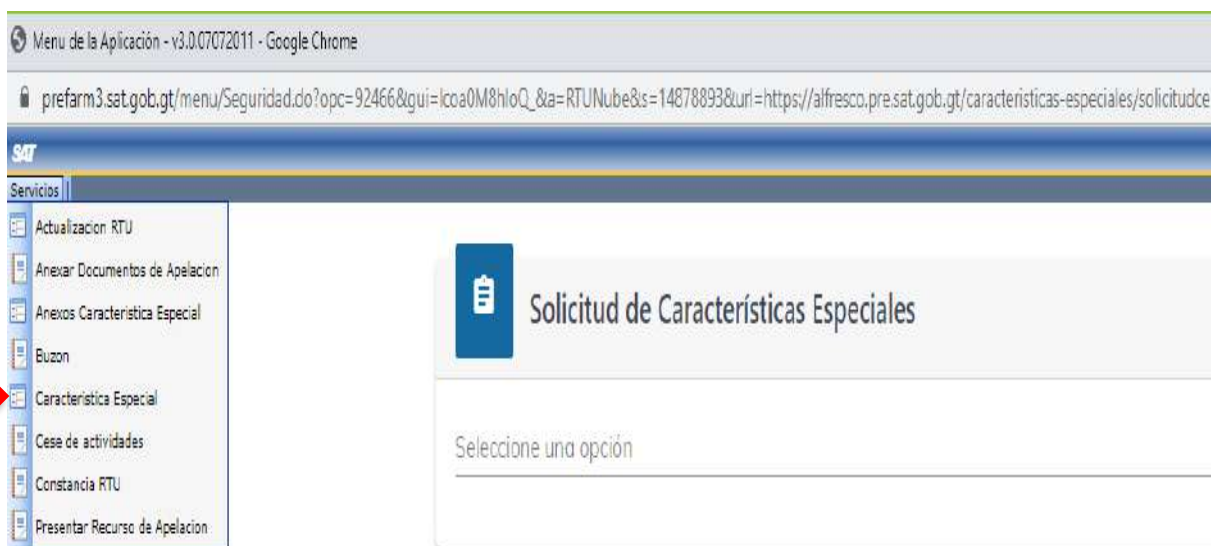 Menu de la Aplicación - v3.0.07072011 - Google Chrome
prefarm3.sat.gob.gt/menu/Seguridad.do?opc=92466&gui=lcoa0M8hloQ_&a=RTUNube&s=14878893&url=https://alfresco.pre.sat.gob.gt/caracteristicas-especiales/solicitudce
SAT
Servicios
Actualizacion RTU
Anexar Documentos de Apelacion
Anexos Caracteristica Especial
Buzon
Caracteristica Especial
Cese de actividades
Constancia RTU
Presentar Recurso de Apelacion
Solicitud de Características Especiales
Seleccione una opción